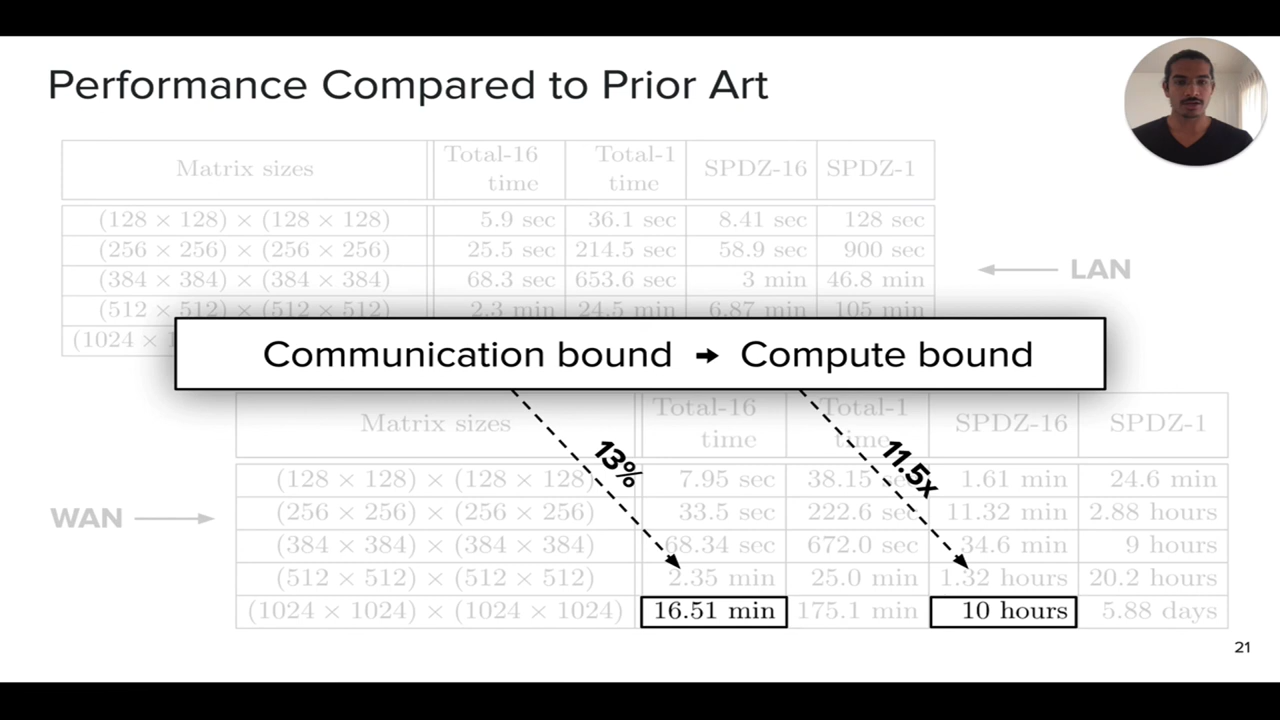 Performance Compared to Prior Art
Matrix sizes Total-16 time Total-1 time SPDZ-16 SPDZ-1
(128 × 128) × (128 × 128) 5.9 sec 36.1 sec 8.41 sec 128 sec
(256 × 256) × (256 × 256) 25.5 sec 214.5 sec 58.9 sec 900 sec
(384 × 384) × (384 × 384) 68.3 sec 653.6 sec 3 min 46.8 min
(512 × 512) × (512 × 512) 2.3 min 24.5 min 6.87 min 105 min
(1024 ×
LAN
Communication bound → Compute bound
13%
11.5x
WAN
Matrix sizes Total-16 time Total-1 time SPDZ-16 SPDZ-1
(128 × 128) × (128 × 128) 7.95 sec 38.15 sec 1.61 min 24.6 min
(256 × 256) × (256 × 256) 33.5 sec 222.6 sec 11.32 min 2.88 hours
(384 × 384) × (384 × 384) 68.34 sec 672.0 sec 34.6 min 9 hours
(512 × 512) × (512 × 512) 2.35 min 25.0 min 1.32 hours 20.2 hours
(1024 × 1024) × (1024 × 1024) 16.51 min 175.1 min 10 hours 5.88 days
21